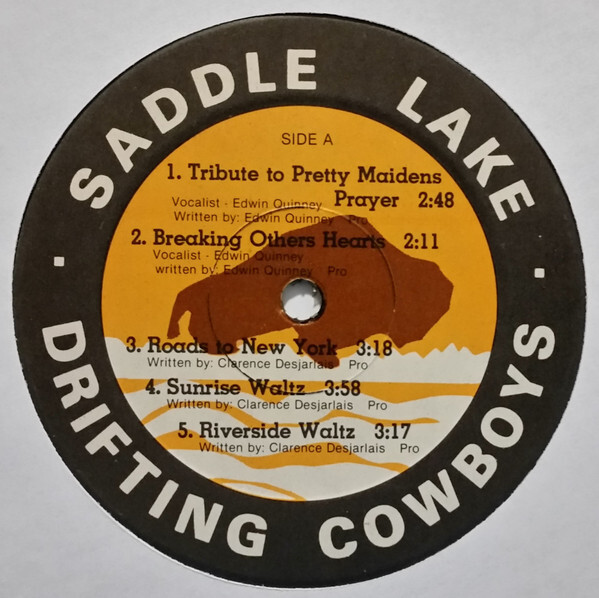 SADDLE LAKE
SIDE A
1. Tribute to Pretty Maidens
Prayer 2:48
Vocalist - Edwin Quinney
Written by: Edwin Quinney Pro
2. Breaking Others Hearts 2:11
Vocalist - Edwin Quinney
written by: Edwin Quinney Pro
3. Roads to New York 3:18
Written by: Clarence Desjarlais Pro
4. Sunrise Waltz 3:58
Written by: Clarence Desjarlais Pro
5. Riverside Waltz 3:17
Written by: Clarence Desjarlais Pro
DRIFTING COWBOYS